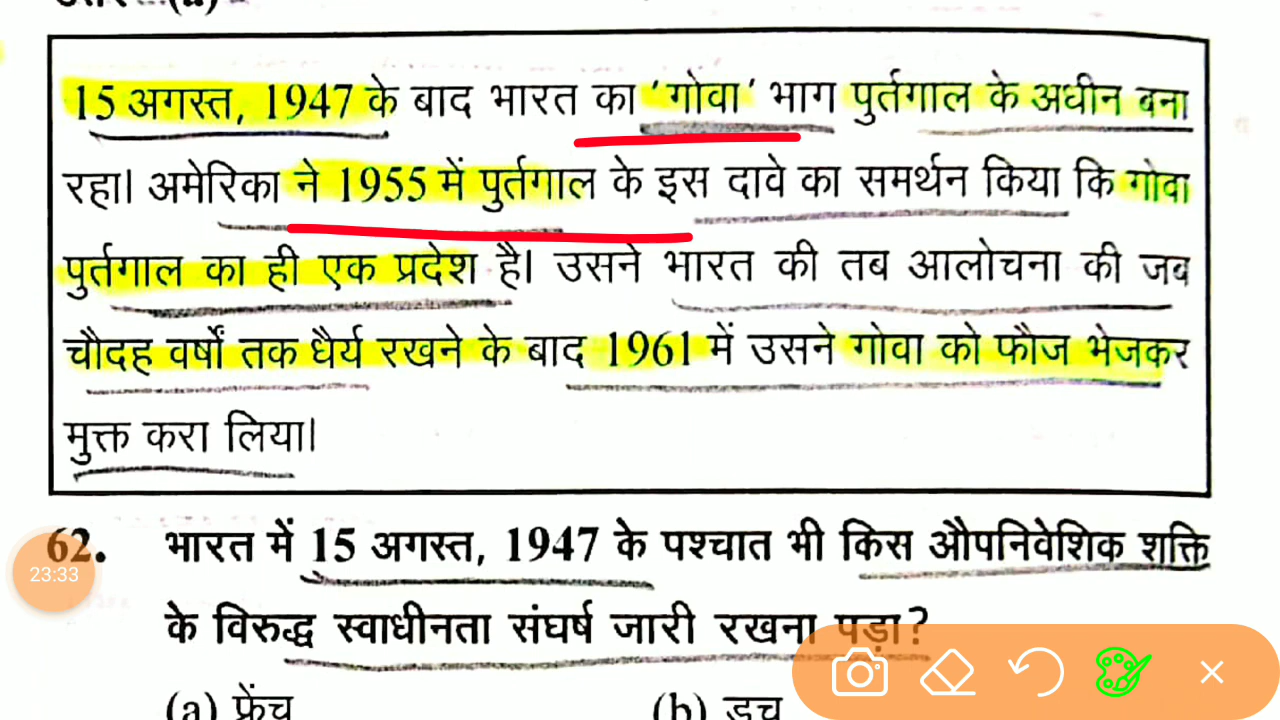 उत्तर—(a)
15 अगस्त, 1947 के बाद भारत का 'गोवा' भाग पुर्तगाल के अधीन बना
रहा। अमेरिका ने 1955 में पुर्तगाल के इस दावे का समर्थन किया कि गोवा
पुर्तगाल का ही एक प्रदेश है। उसने भारत की तब आलोचना की जब
चौदह वर्षों तक धैर्य रखने के बाद 1961 में उसने गोवा को फौज भेजकर
मुक्त करा लिया।
62. भारत में 15 अगस्त, 1947 के पश्चात भी किस औपनिवेशिक शक्ति
23:33
के विरुद्ध स्वाधीनता संघर्ष जारी रखना पड़ा?
(a) फ्रेंच (b) डच